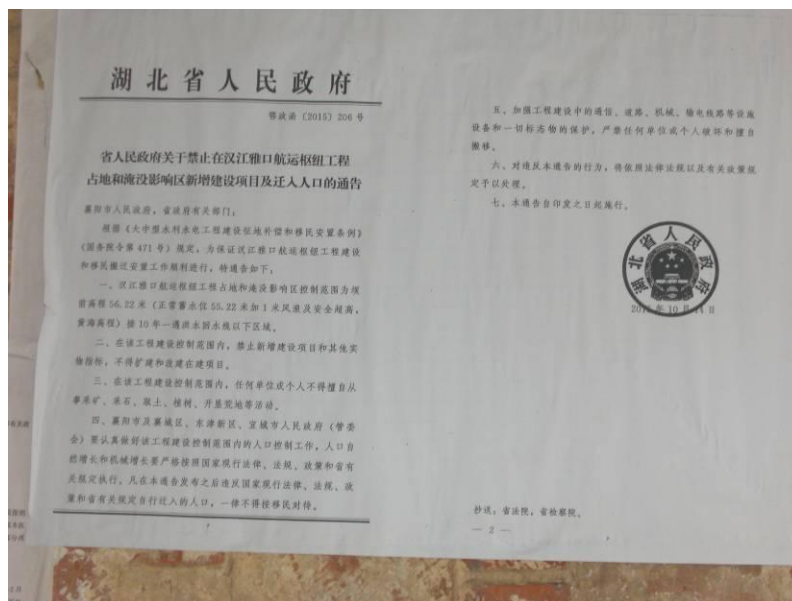 湖北省人民政府
鄂政函〔2015〕206号
省人民政府关于禁止在汉江雅口航运枢纽工程
占地和淹没影响区新增建设项目及迁入人口的通告
襄阳市人民政府,省政府有关部门:
根据《大中型水利水电工程建设征地补偿和移民安置条例》
(国务院令第471号)规定,为保证汉江雅口航运枢纽工程建设
和移民搬迁安置工作顺利进行,特通告如下:
一、汉江雅口航运枢纽工程占地和淹没影响区控制范围为坝
前高程56.22米(正常蓄水位55.22米加1米风浪及安全超高,
黄海高程)接10年一遇洪水回水线以下区域。
二、在该工程建设控制范围内,禁止新增建设项目和其他实
物指标,不得扩建和改建在建项目。
三、在该工程建设控制范围内,任何单位或个人不得擅自从
事采矿、采石、取土、植树、开垦荒地等活动。
四、襄阳市及襄城区、东津新区、宜城市人民政府(管委
会)要认真做好该工程建设控制范围内的人口控制工作,人口自
然增长和机械增长要严格按照国家现行法律、法规、政策和省有
关规定执行。凡在本通告发布之后违反国家现行法律、法规、政
策和省有关规定自行迁入的人口,一律不得按移民对待。
五、加强工程建设中的通信、道路、机械、输电线路等设施
设备和一切标志物的保护,严禁任何单位或个人破坏和擅自
搬移。
六、对违反本通告的行为,将依照法律法规以及有关政策规
定予以处理。
七、本通告自印发之日起施行。
湖北省人民政府
2015年10月14日
抄送:省法院,省检察院。
— 2 —